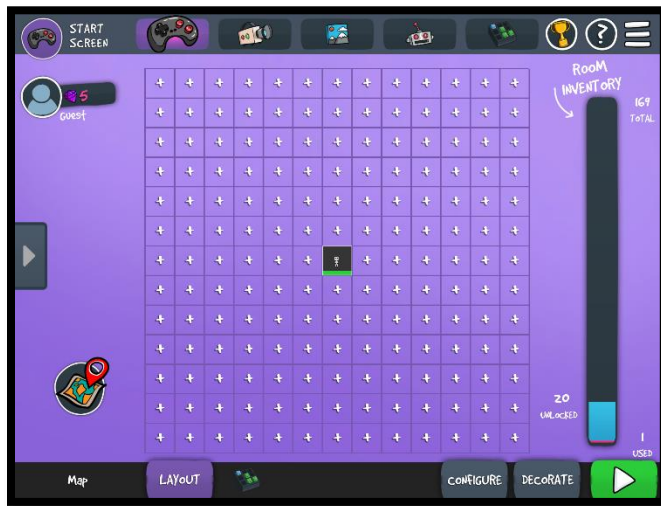 START
SCREEN
?
5
Guest
ROOM
INVENTORY
169
TOTAL
20
UNLOCKED
1
USED
Map
LAYOUT
CONFIGURE
DECORATE